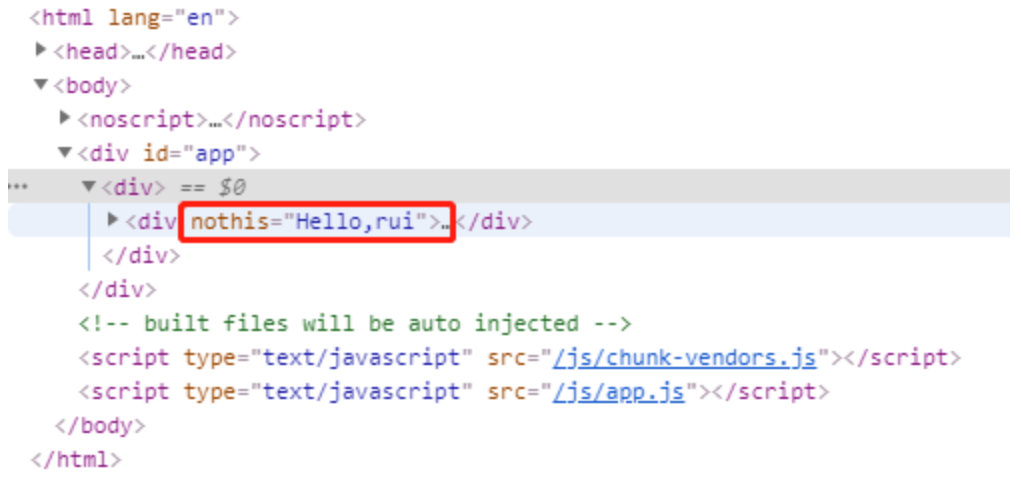 <html lang="en">
▶<head>…</head>
▼<body>
▶<noscript>…</noscript>
▼<div id="app">
…▼<div> == $0
▶<div nothis="Hello,rui">…</div>
</div>
</div>
<!-- built files will be auto injected -->
<script type="text/javascript" src="/js/chunk-vendors.js"></script>
<script type="text/javascript" src="/js/app.js"></script>
</body>
</html>